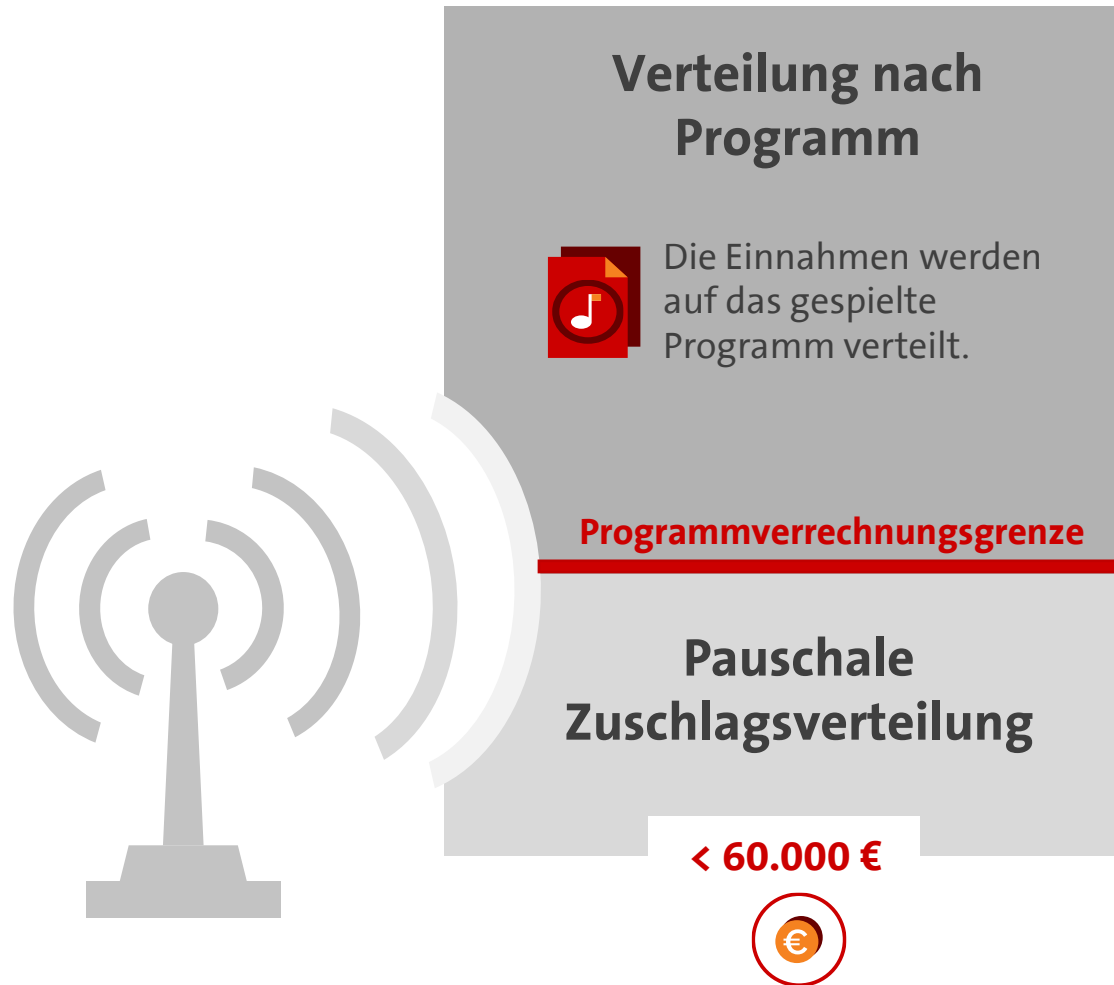 Verteilung nach
Programm
Die Einnahmen werden
auf das gespielte
Programm verteilt.
Programmverrechnungsgrenze
Pauschale
Zuschlagsverteilung
< 60.000 €
€